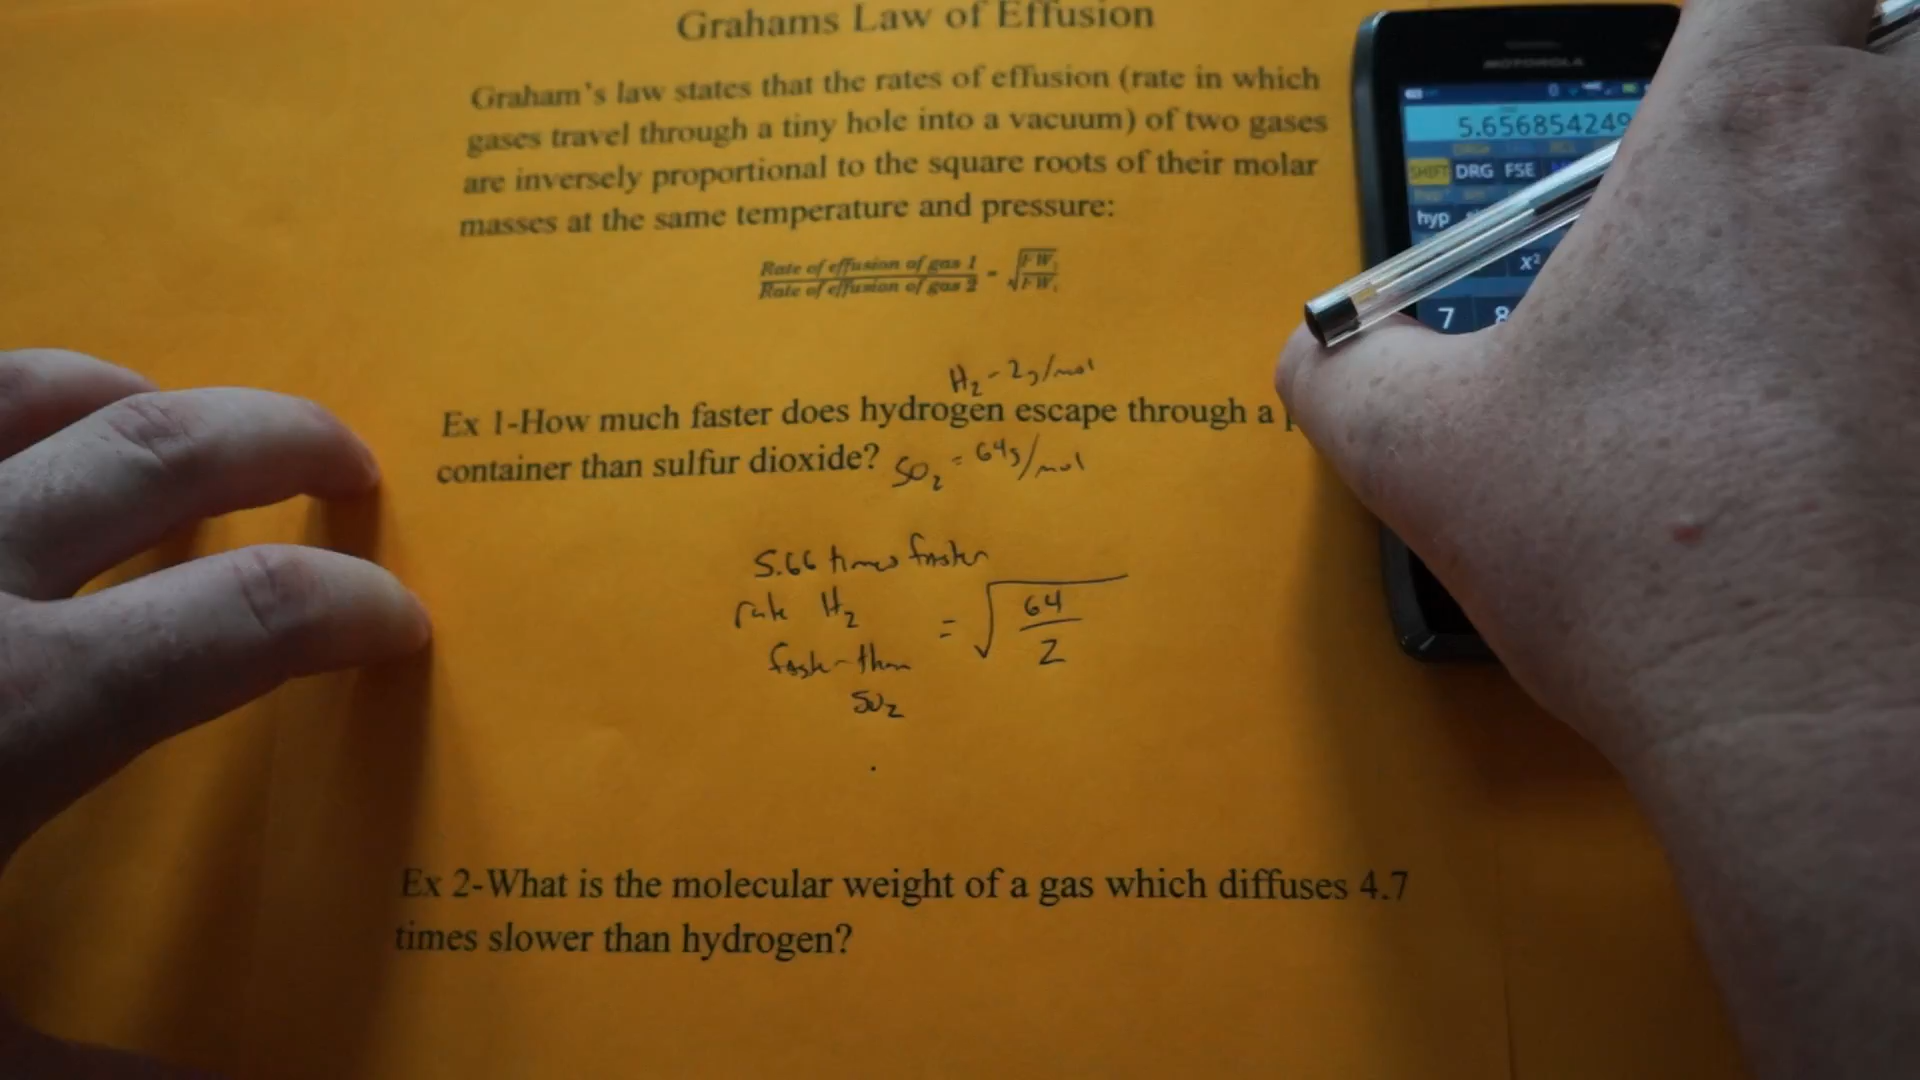 Grahams Law of Effusion
Graham's law states that the rates of effusion (rate in which
gases travel through a tiny hole into a vacuum) of two gases
are inversely proportional to the square roots of their molar
masses at the same temperature and pressure:
Rate of effusion of gas 1
Rate of effusion of gas 2
=
√
FW
FW
MOTOROLA
5.656854249
SHIFT DRG FSE
hyp
x²
7 8
H₂ - 2g/mol
Ex 1-How much faster does hydrogen escape through a
container than sulfur dioxide?
SO₂ = 64g/mol
5.66 times faster
rate H₂ = √ 64
2
faster than
SO₂
Ex 2-What is the molecular weight of a gas which diffuses 4.7
times slower than hydrogen?